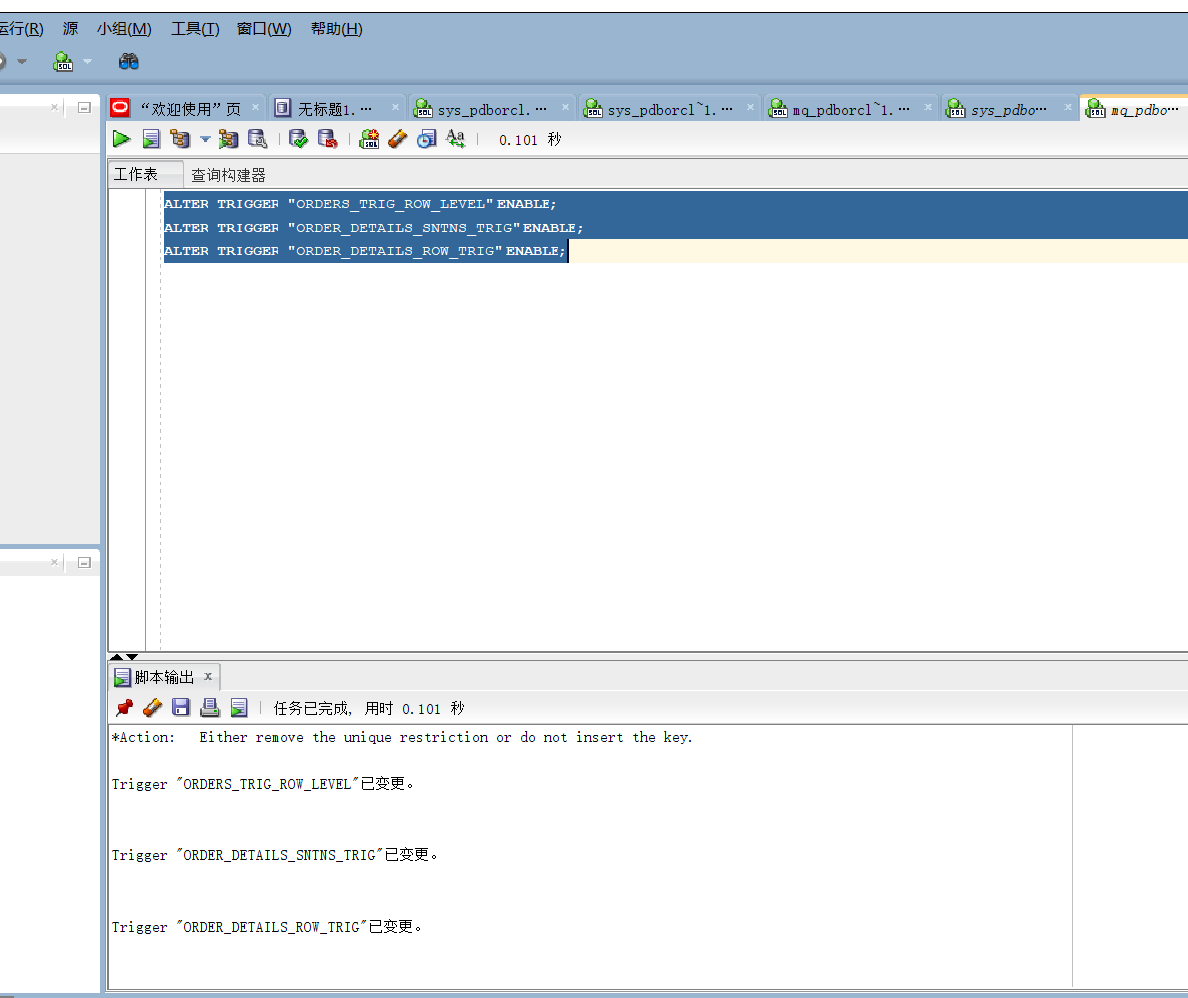 运行(R) 源 小组(M) 工具(T) 窗口(W) 帮助(H)
“欢迎使用”页 无标题1. ··· sys_pdborcl. ··· sys_pdborcl~1. ··· mq_pdborcl~1. ··· sys_pdbo··· mq_pdbo···
0.101 秒
工作表 查询构建器
ALTER TRIGGER "ORDERS_TRIG_ROW_LEVEL" ENABLE;
ALTER TRIGGER "ORDER_DETAILS_SNTNS_TRIG" ENABLE;
ALTER TRIGGER "ORDER_DETAILS_ROW_TRIG" ENABLE;
脚本输出
任务已完成, 用时 0.101 秒
*Action:   Either remove the unique restriction or do not insert the key.
Trigger "ORDERS_TRIG_ROW_LEVEL"已变更。
Trigger "ORDER_DETAILS_SNTNS_TRIG"已变更。
Trigger "ORDER_DETAILS_ROW_TRIG"已变更。